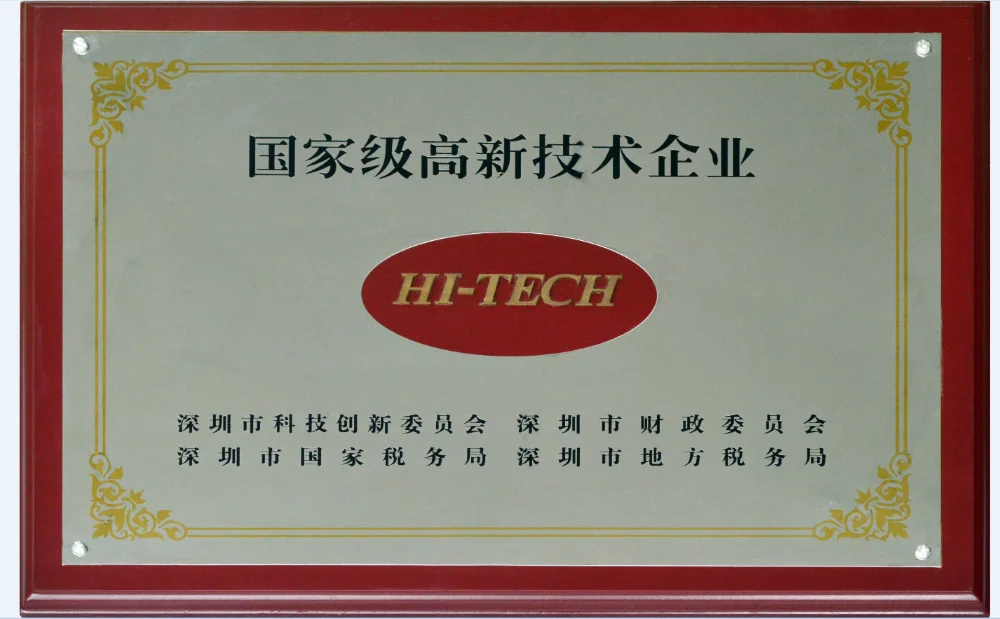 国家级高新技术企业
HI-TECH
深圳市科技创新委员会 深圳市财政委员会
深圳市国家税务局 深圳市地方税务局